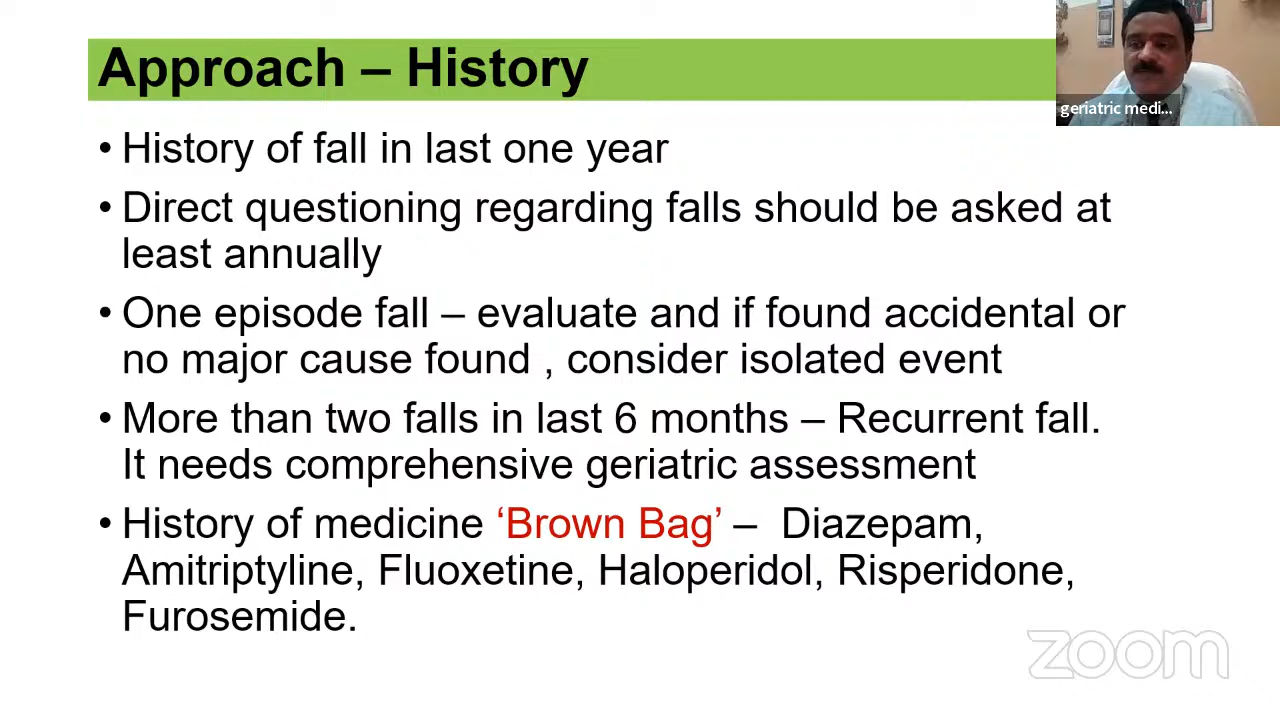 Approach – History
geriatric medi...
• History of fall in last one year
• Direct questioning regarding falls should be asked at
least annually
• One episode fall – evaluate and if found accidental or
no major cause found , consider isolated event
• More than two falls in last 6 months – Recurrent fall.
It needs comprehensive geriatric assessment
• History of medicine ‘Brown Bag’ – Diazepam,
Amitriptyline, Fluoxetine, Haloperidol, Risperidone,
Furosemide.
zoom